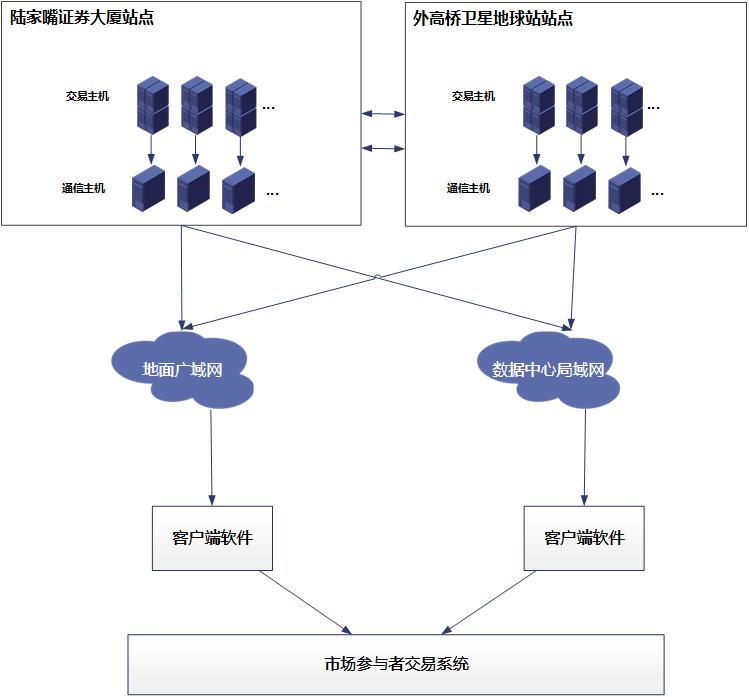 陆家嘴证券大厦站点
外高桥卫星地球站站点
交易主机
...
交易主机
...
通信主机
...
通信主机
...
地面广域网
数据中心局域网
客户端软件
客户端软件
市场参与者交易系统